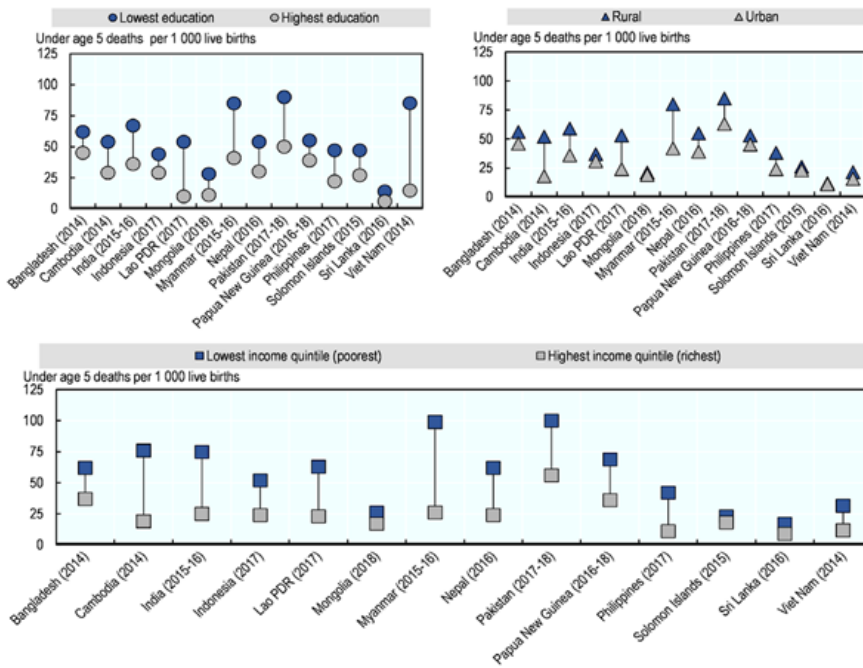 Lowest education Highest education
Under age 5 deaths per 1 000 live births
125
100
75
50
25
0
Bangladesh (2014)
Cambodia (2014)
India (2015-16)
Indonesia (2017)
Lao PDR (2017)
Mongolia (2018)
Myanmar (2015-16)
Nepal (2016)
Pakistan (2017-18)
Papua New Guinea (2016-18)
Philippines (2017)
Solomon Islands (2015)
Sri Lanka (2016)
Viet Nam (2014)
Rural Urban
Under age 5 deaths per 1 000 live births
125
100
75
50
25
0
Bangladesh (2014)
Cambodia (2014)
India (2015-16)
Indonesia (2017)
Lao PDR (2017)
Mongolia (2018)
Myanmar (2015-16)
Nepal (2016)
Pakistan (2017-18)
Papua New Guinea (2016-18)
Philippines (2017)
Solomon Islands (2015)
Sri Lanka (2016)
Viet Nam (2014)
Lowest income quintile (poorest) Highest income quintile (richest)
Under age 5 deaths per 1 000 live births
125
100
75
50
25
0
Bangladesh (2014)
Cambodia (2014)
India (2015-16)
Indonesia (2017)
Lao PDR (2017)
Mongolia (2018)
Myanmar (2015-16)
Nepal (2016)
Pakistan (2017-18)
Papua New Guinea (2016-18)
Philippines (2017)
Solomon Islands (2015)
Sri Lanka (2016)
Viet Nam (2014)